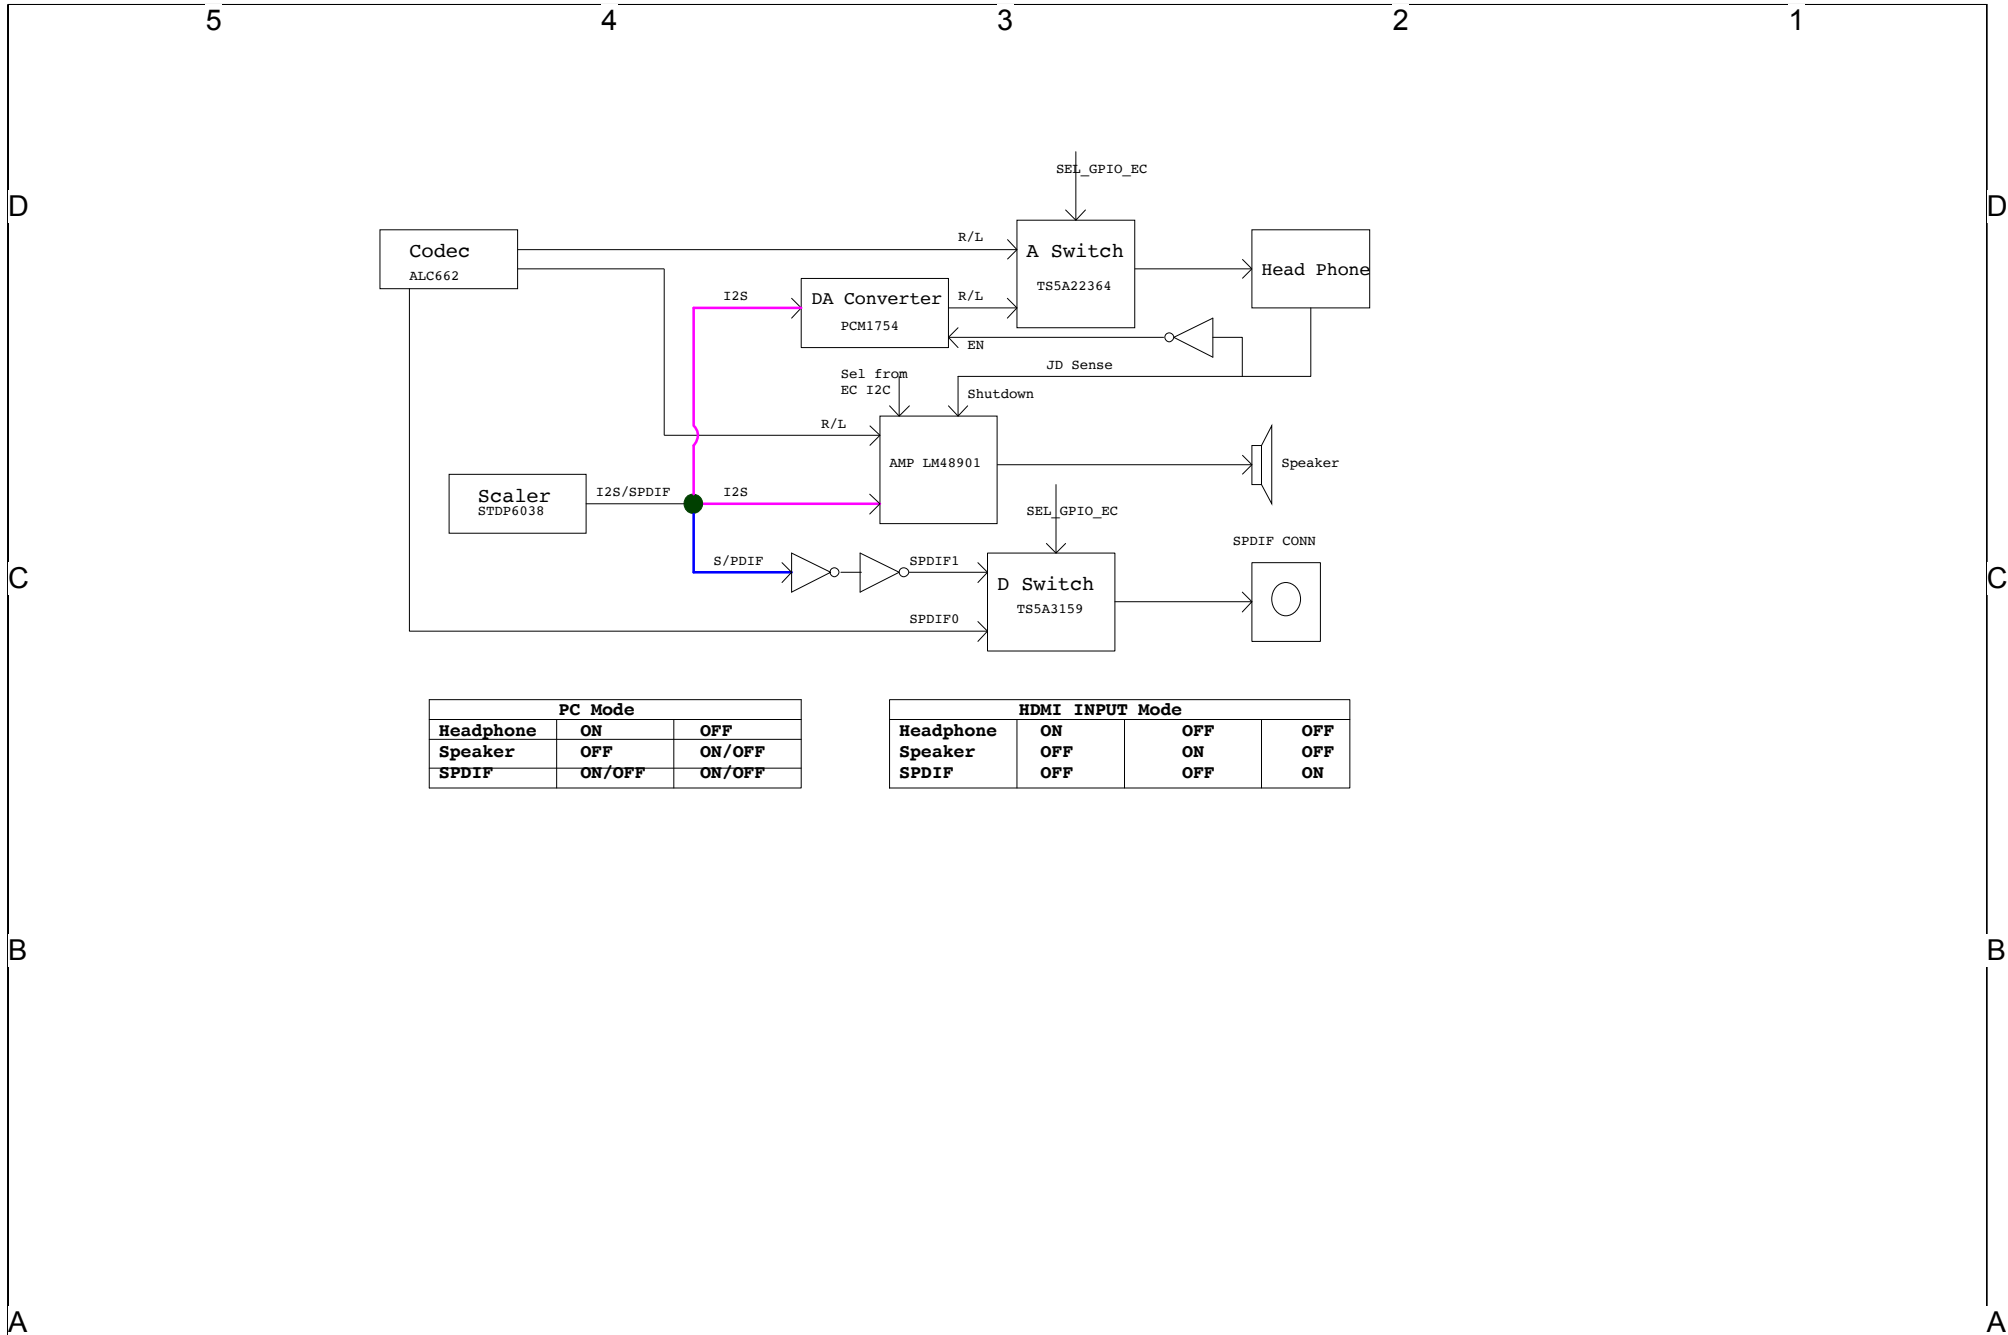 5 4 3 2 1
SEL_GPIO_EC
D D
R/L
Codec
ALC662
A Switch
TS5A22364
Head Phone
I2S
DA Converter
PCM1754
R/L
EN
JD Sense
Sel from
EC I2C
Shutdown
R/L
AMP LM48901
Speaker
Scaler
STDP6038
I2S/SPDIF
I2S
SEL_GPIO_EC
SPDIF CONN
S/PDIF
SPDIF1
C C
D Switch
TS5A3159
SPDIF0
PC Mode
Headphone ON OFF
Speaker OFF ON/OFF
SPDIF ON/OFF ON/OFF
HDMI INPUT Mode
Headphone ON OFF OFF
Speaker OFF ON OFF
SPDIF OFF OFF ON
B B
A A